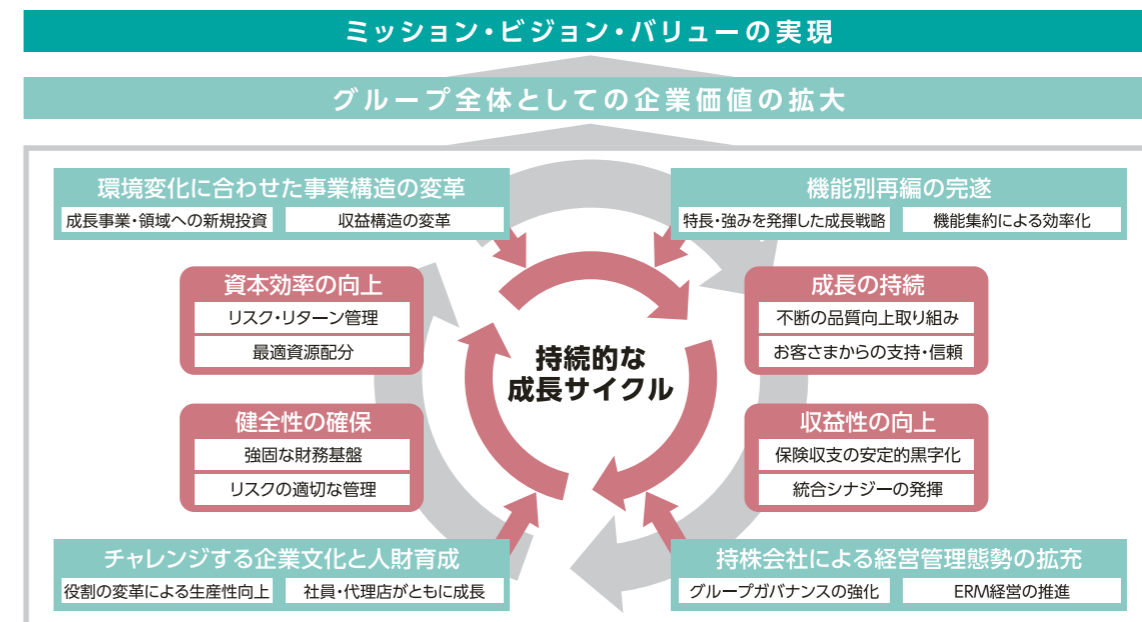 ミッション・ビジョン・バリューの実現
グループ全体としての企業価値の拡大
環境変化に合わせた事業構造の変革
成長事業・領域への新規投資
収益構造の変革
機能別再編の完遂
特長・強みを発揮した成長戦略
機能集約による効率化
資本効率の向上
リスク・リターン管理
最適資源配分
成長の持続
不断の品質向上取り組み
お客さまからの支持・信頼
持続的な
成長サイクル
健全性の確保
強固な財務基盤
リスクの適切な管理
収益性の向上
保険収支の安定的黒字化
統合シナジーの発揮
チャレンジする企業文化と人財育成
役割の変革による生産性向上
社員・代理店がともに成長
持株会社による経営管理態勢の拡充
グループガバナンスの強化
ERM経営の推進